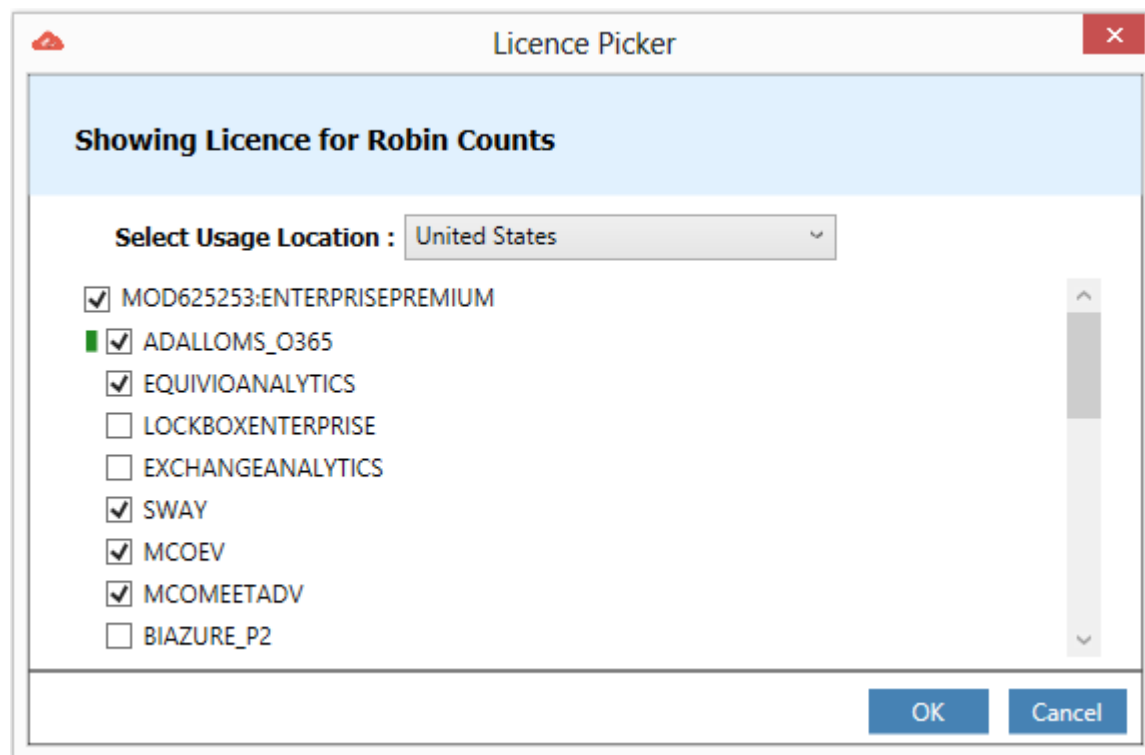 Licence Picker
Showing Licence for Robin Counts
Select Usage Location : United States
MOD625253:ENTERPRISEPREMIUM
ADALLOMS_O365
EQUIVIOANALYTICS
LOCKBOXENTERPRISE
EXCHANGEANALYTICS
SWAY
MCOEV
MCOMEETADV
BIAZURE_P2
OK Cancel